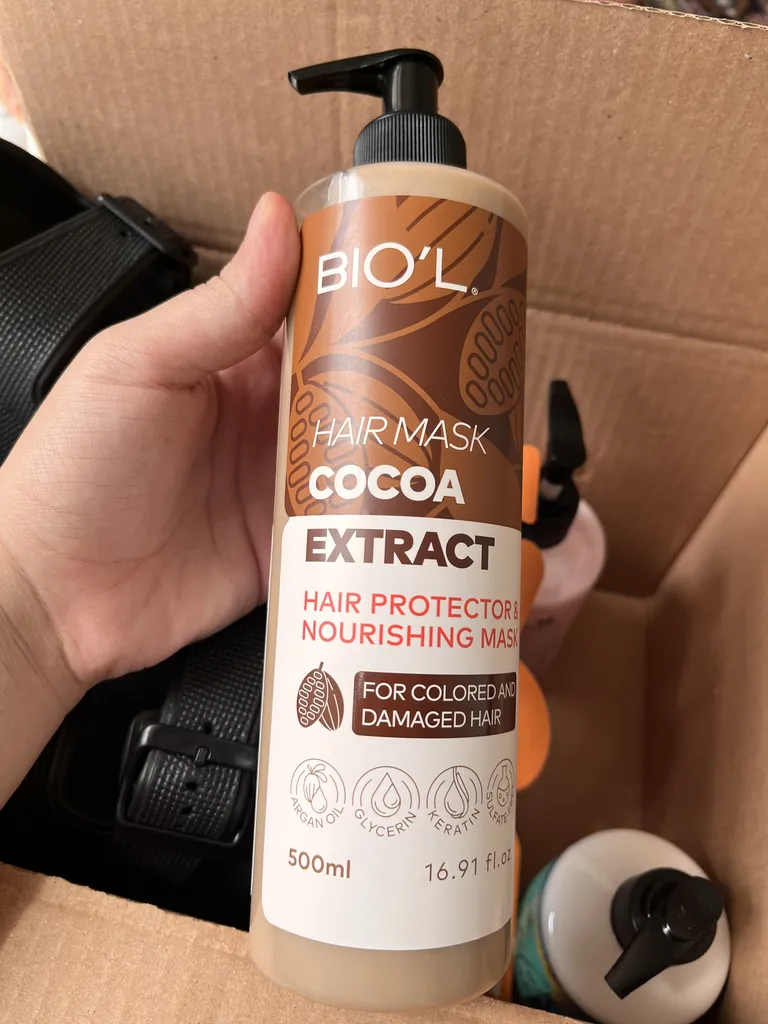 BIO'L®
HAIR MASK
COCOA
EXTRACT
HAIR PROTECTOR &
NOURISHING MASK
FOR COLORED AND
DAMAGED HAIR
ARGAN OIL
GLYCERIN
KERATIN
500ml
16.91 fl.oz